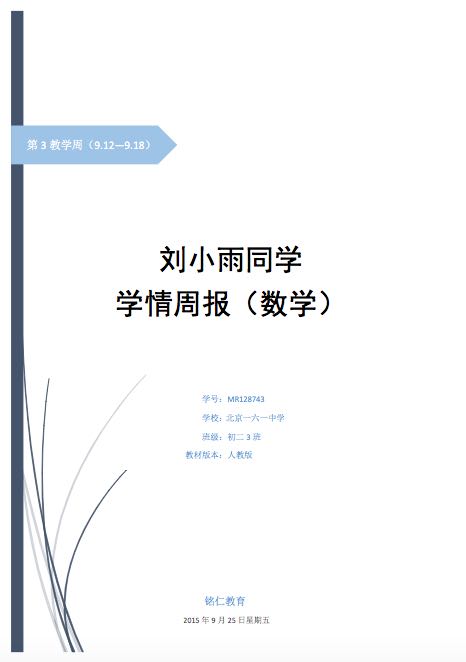 第 3 教学周（9.12—9.18）
刘小雨同学
学情周报（数学）
学号：MR128743
学校：北京一六一中学
班级：初二 3 班
教材版本：人教版
铭仁教育
2015 年 9 月 25 日星期五